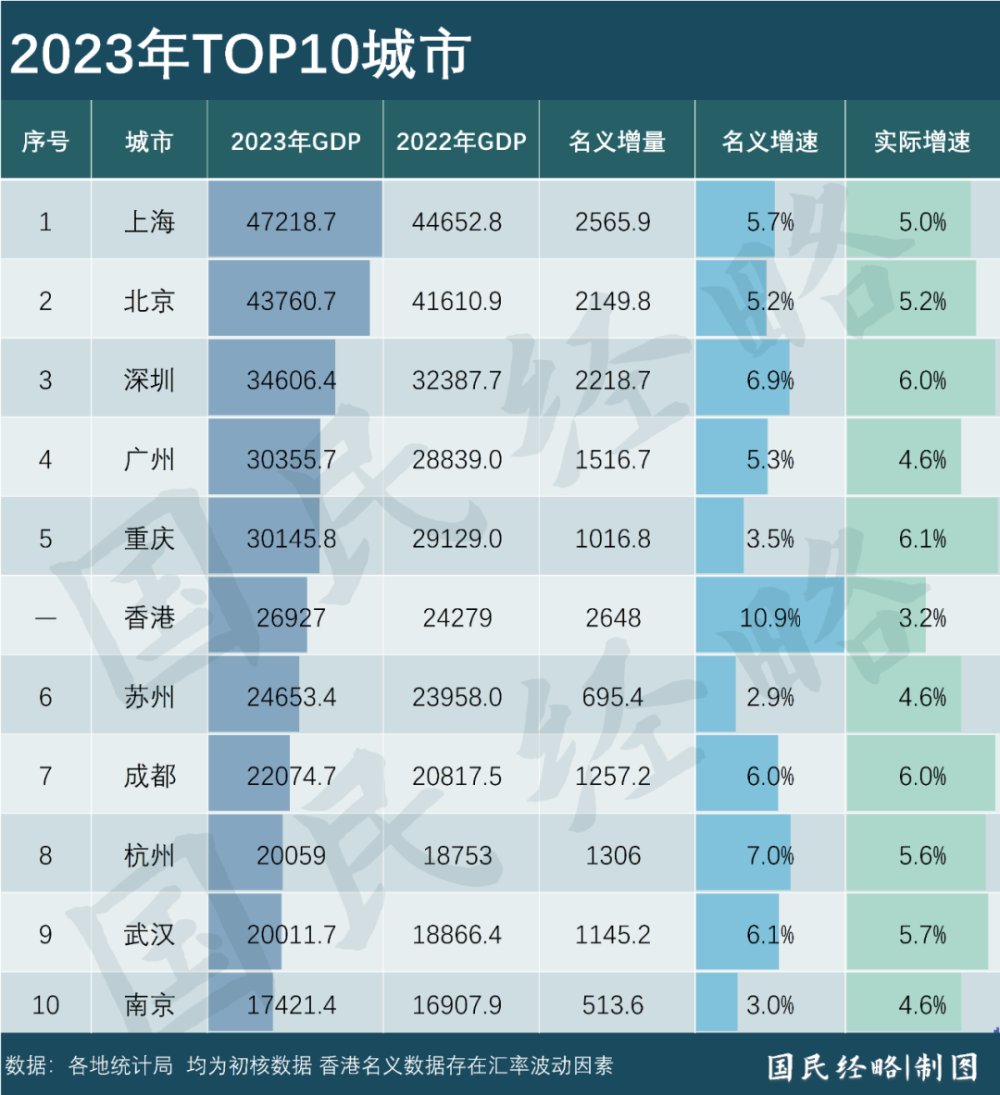 2023年TOP10城市
序号 城市 2023年GDP 2022年GDP 名义增量 名义增速 实际增速
1 上海 47218.7 44652.8 2565.9 5.7% 5.0%
2 北京 43760.7 41610.9 2149.8 5.2% 5.2%
3 深圳 34606.4 32387.7 2218.7 6.9% 6.0%
4 广州 30355.7 28839.0 1516.7 5.3% 4.6%
5 重庆 30145.8 29129.0 1016.8 3.5% 6.1%
— 香港 26927 24279 2648 10.9% 3.2%
6 苏州 24653.4 23958.0 695.4 2.9% 4.6%
7 成都 22074.7 20817.5 1257.2 6.0% 6.0%
8 杭州 20059 18753 1306 7.0% 5.6%
9 武汉 20011.7 18866.4 1145.2 6.1% 5.7%
10 南京 17421.4 16907.9 513.6 3.0% 4.6%
国民经略
国民经略
数据：各地统计局 均为初核数据 香港名义数据存在汇率波动因素
国民经略|制图